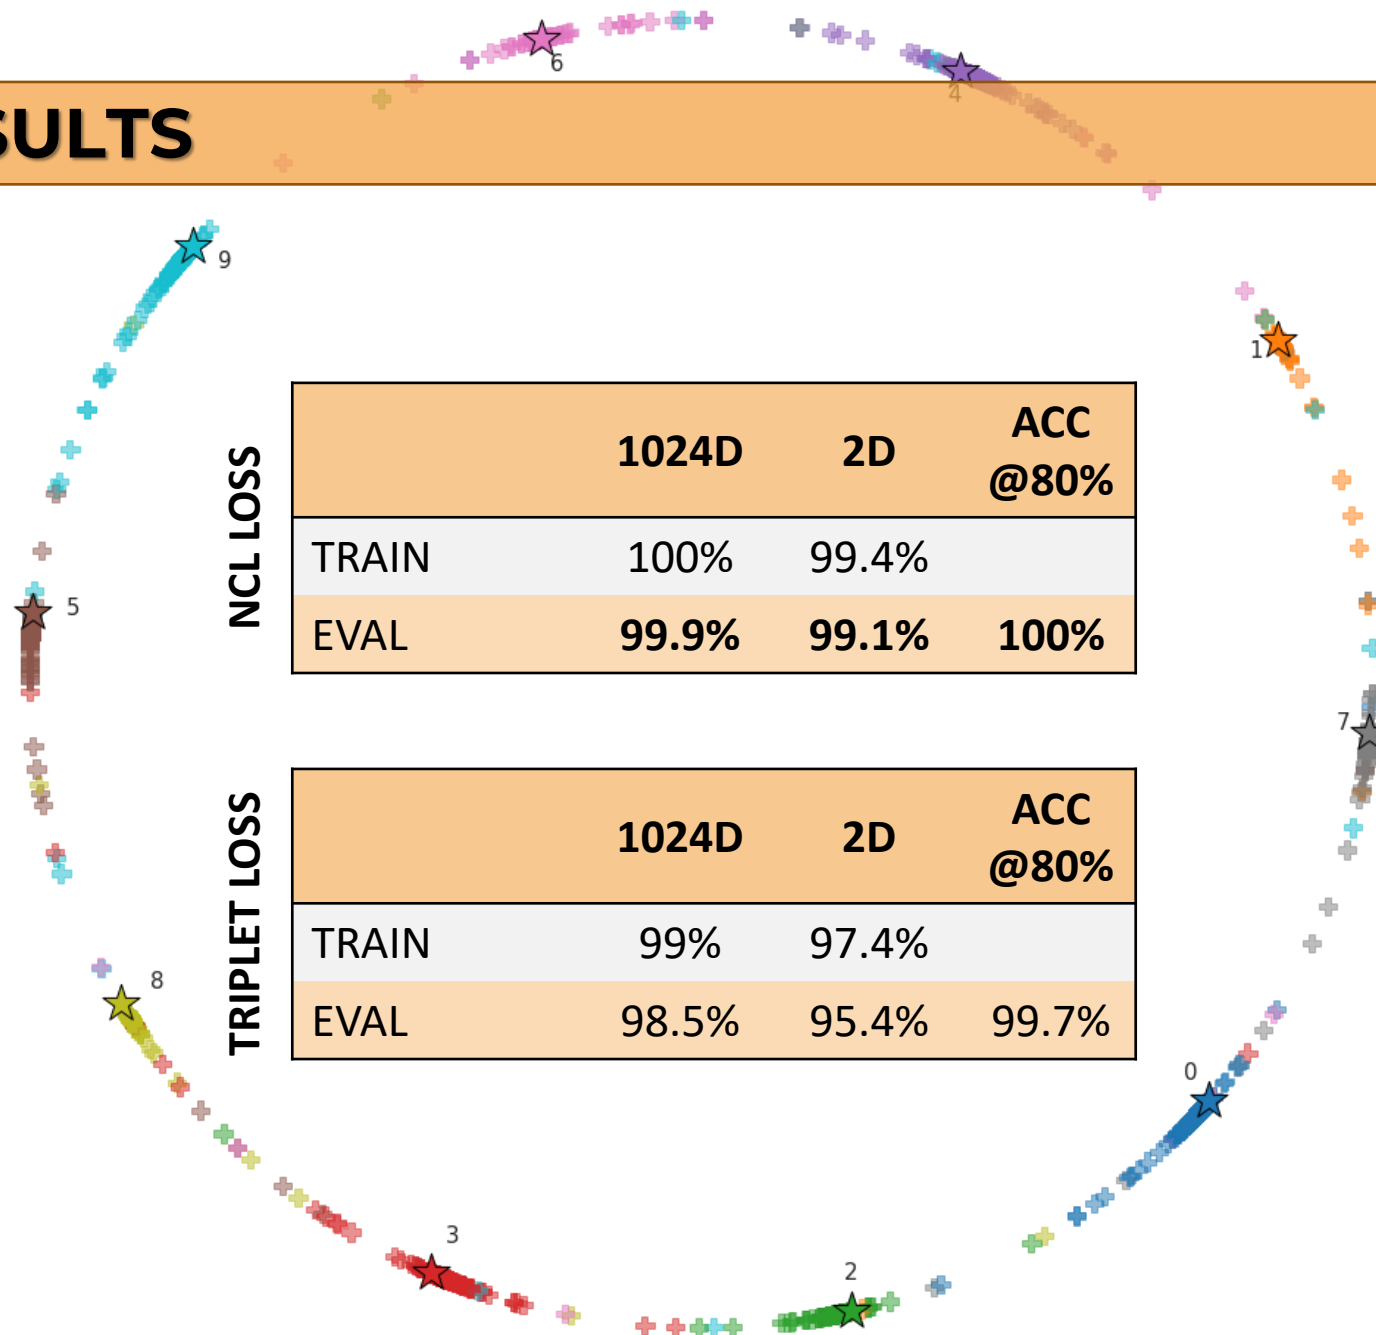 6
4
SULTS
9
1
NCL LOSS
1024D 2D ACC @80%
TRAIN 100% 99.4%
EVAL 99.9% 99.1% 100%
5
7
TRIPLET LOSS
1024D 2D ACC @80%
TRAIN 99% 97.4%
EVAL 98.5% 95.4% 99.7%
8
0
3
2